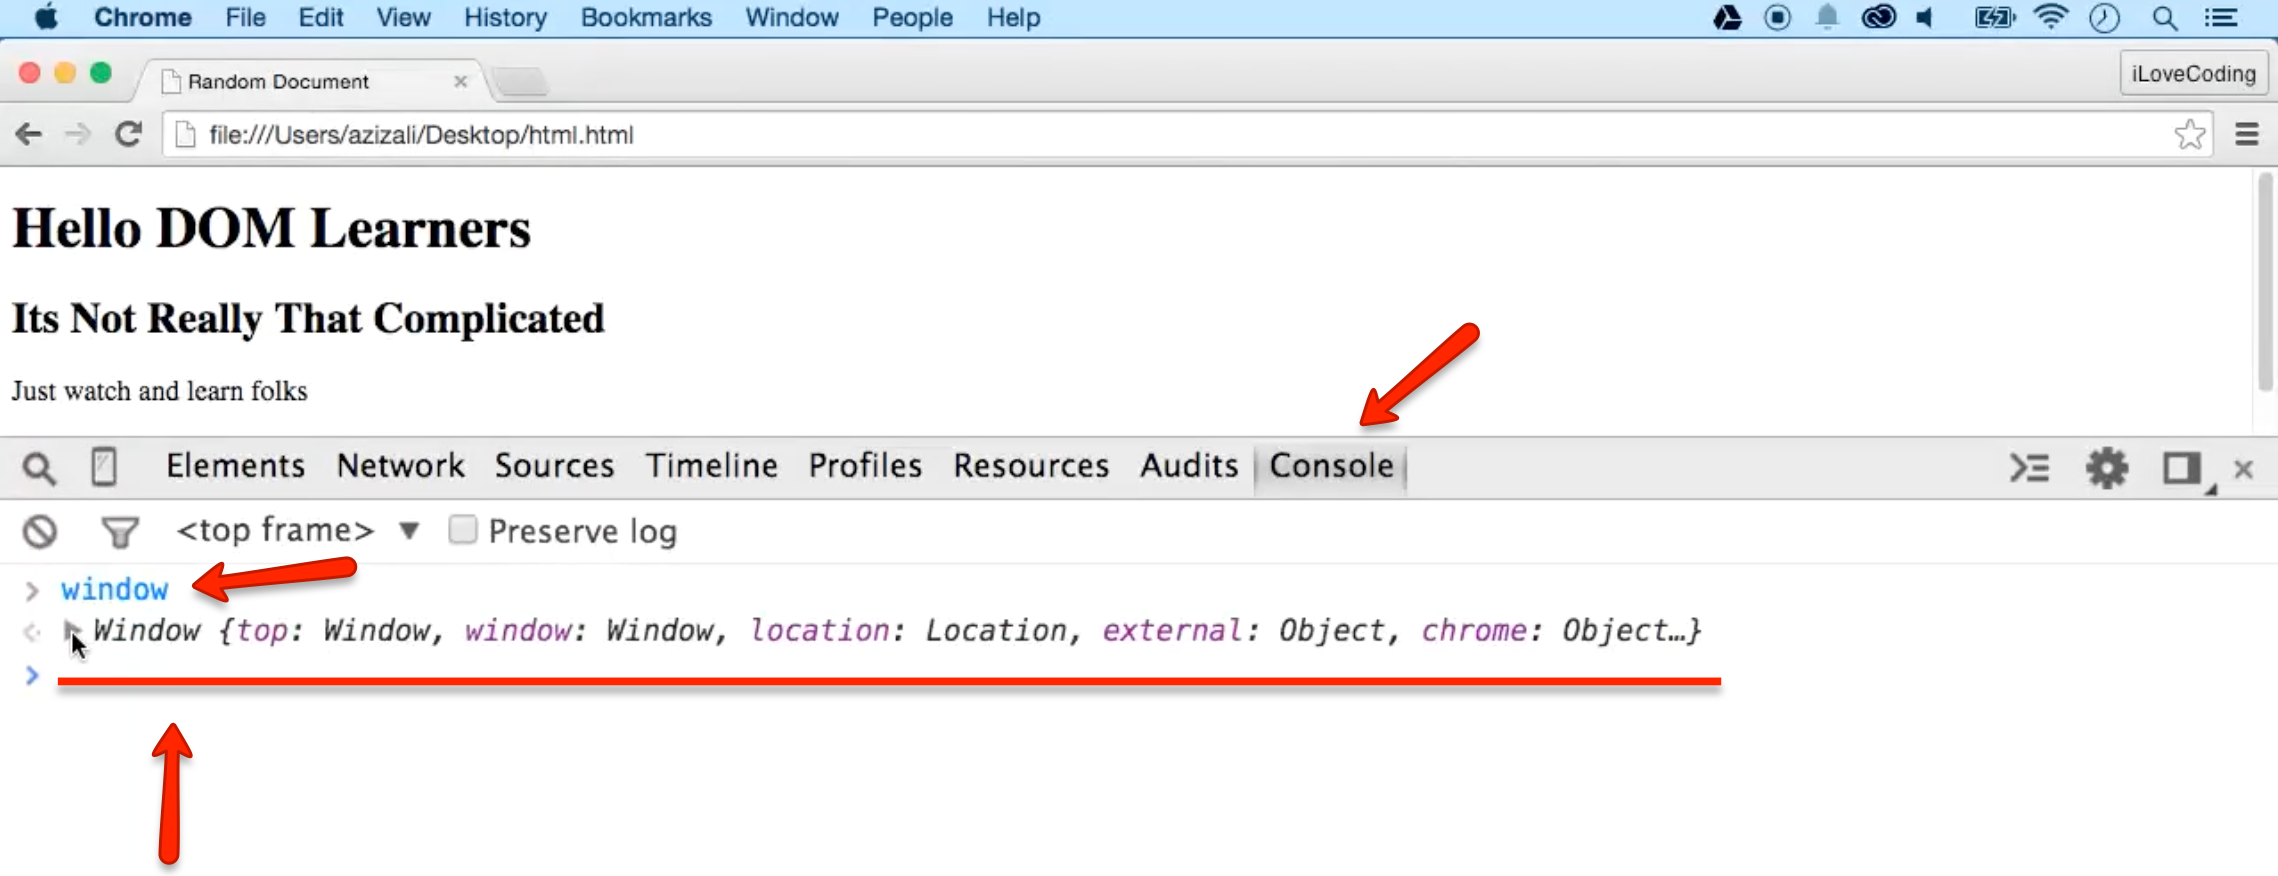 Chrome File Edit View History Bookmarks Window People Help
Random Document
iLoveCoding
file:///Users/azizali/Desktop/html.html
Hello DOM Learners
Its Not Really That Complicated
Just watch and learn folks
Elements Network Sources Timeline Profiles Resources Audits Console
<top frame> Preserve log
window
Window {top: Window, window: Window, location: Location, external: Object, chrome: Object…}